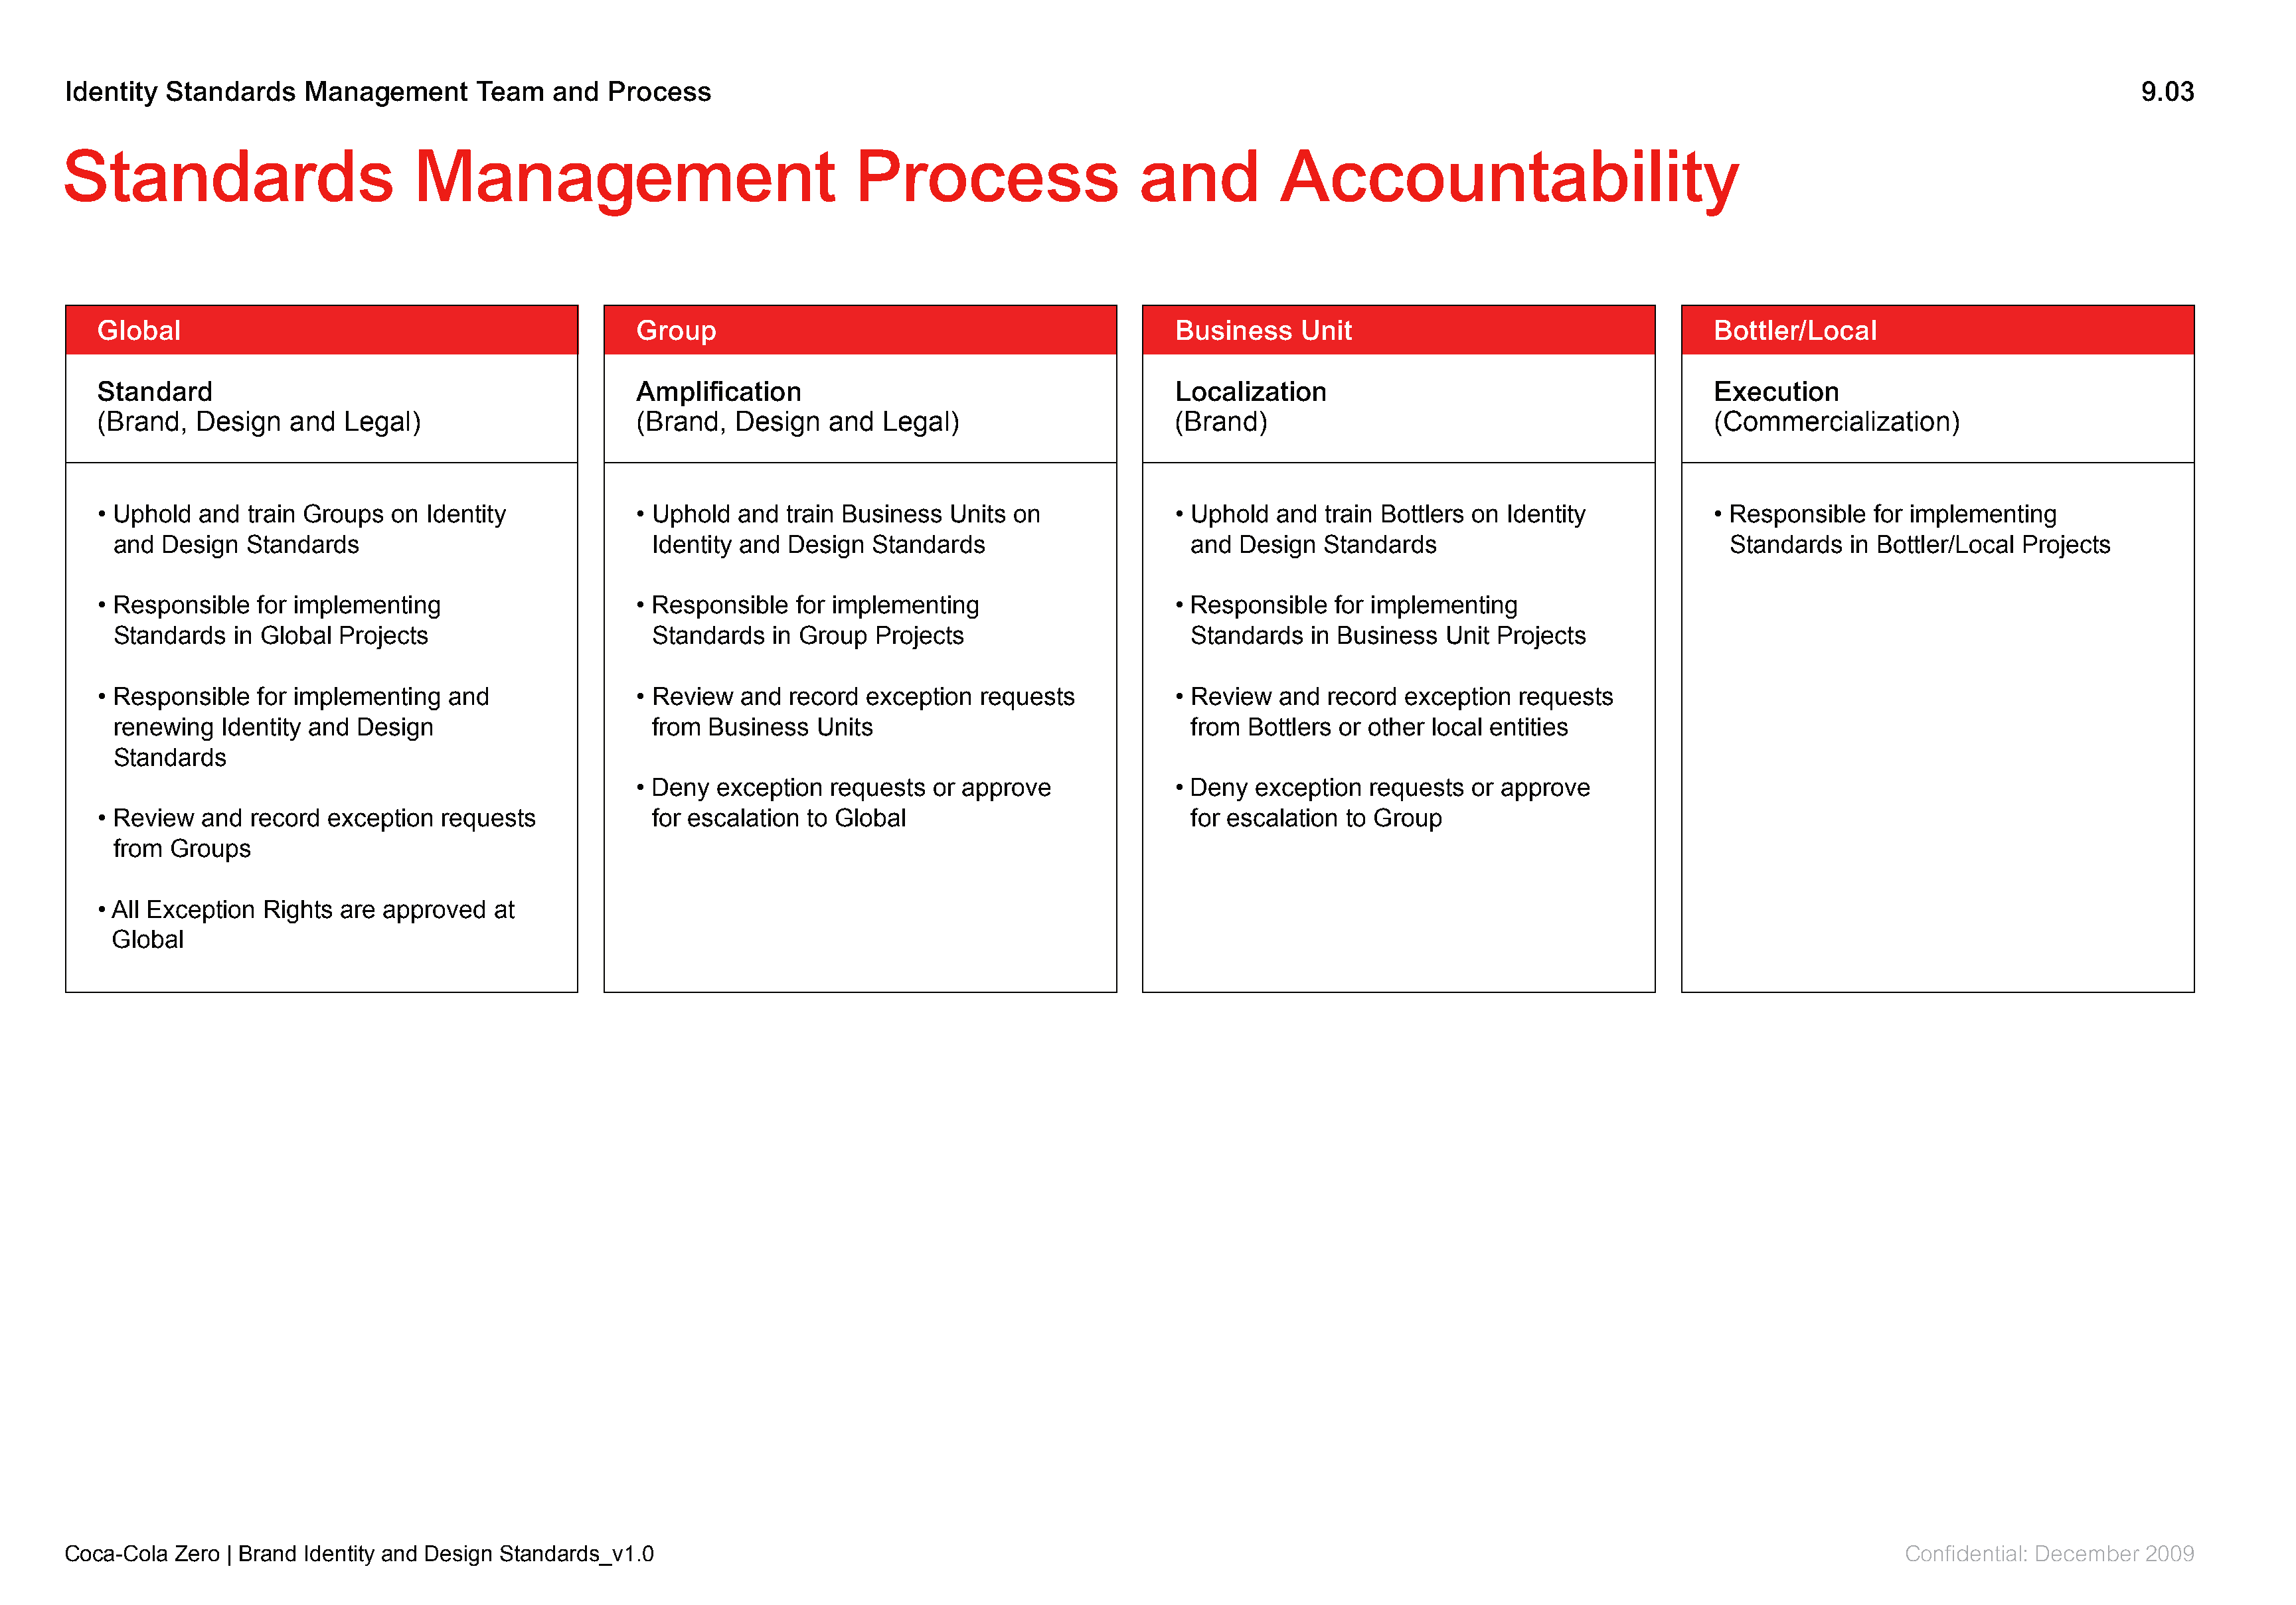 Identity Standards Management Team and Process
9.03
Standards Management Process and Accountability
Global
Standard
(Brand, Design and Legal)
• Uphold and train Groups on Identity
and Design Standards
• Responsible for implementing
Standards in Global Projects
• Responsible for implementing and
renewing Identity and Design
Standards
• Review and record exception requests
from Groups
• All Exception Rights are approved at
Global
Group
Amplification
(Brand, Design and Legal)
• Uphold and train Business Units on
Identity and Design Standards
• Responsible for implementing
Standards in Group Projects
• Review and record exception requests
from Business Units
• Deny exception requests or approve
for escalation to Global
Business Unit
Localization
(Brand)
• Uphold and train Bottlers on Identity
and Design Standards
• Responsible for implementing
Standards in Business Unit Projects
• Review and record exception requests
from Bottlers or other local entities
• Deny exception requests or approve
for escalation to Group
Bottler/Local
Execution
(Commercialization)
• Responsible for implementing
Standards in Bottler/Local Projects
Coca-Cola Zero | Brand Identity and Design Standards_v1.0
Confidential: December 2009